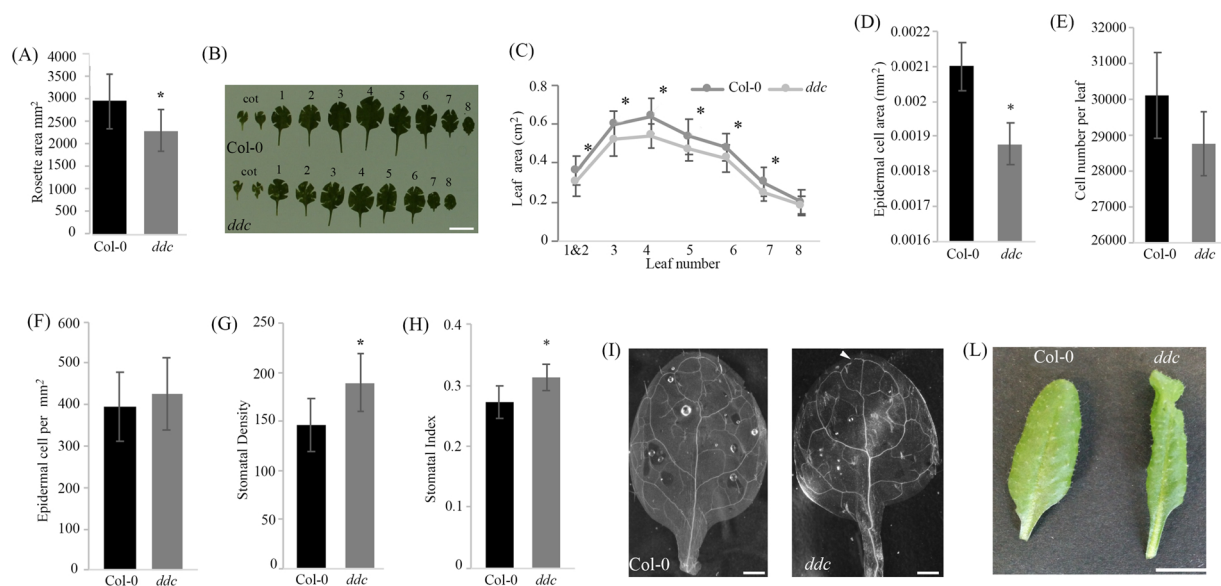 (A)
Rosette area mm²
4000
3500
3000
2500
2000
1500
1000
500
0
*
Col-0 ddc
(B)
cot 1 2 3 4 5 6 7 8
Col-0
cot 1 2 3 4 5 6 7 8
ddc
(C)
Leaf area (cm²)
0.8
0.6
0.4
0.2
0
Col-0 ddc
* * * * * *
1&2 3 4 5 6 7 8
Leaf number
(D)
Epidermal cell area (mm²)
0.0022
0.0021
0.002
0.0019
0.0018
0.0017
0.0016
*
Col-0 ddc
(E)
Cell number per leaf
32000
31000
30000
29000
28000
27000
26000
Col-0 ddc
(F)
Epidermal cell per mm²
600
500
400
300
200
100
0
Col-0 ddc
(G)
Stomatal Density
250
200
150
100
50
0
*
Col-0 ddc
(H)
Stomatal Index
0.4
0.3
0.2
0.1
0
*
Col-0 ddc
(I)
Col-0
ddc
(L)
Col-0 ddc